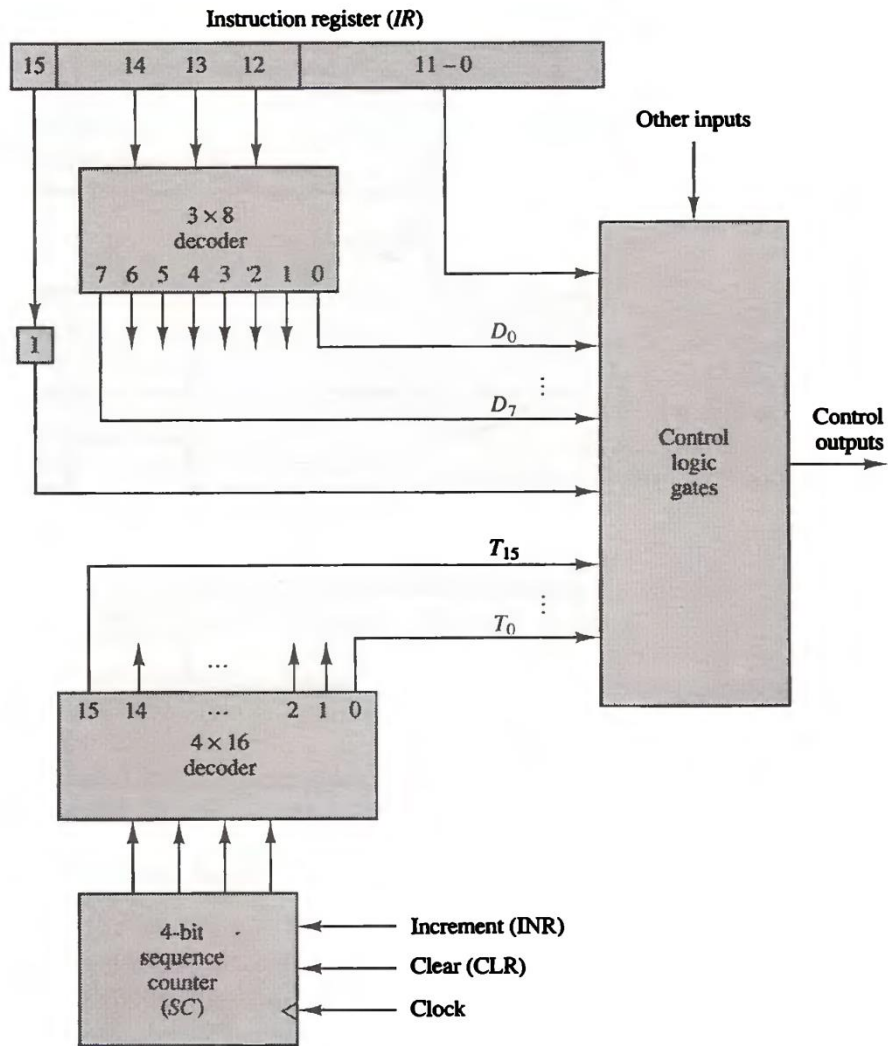 Instruction register (IR)
15 14 13 12 11 – 0
Other inputs
3 × 8
decoder
7 6 5 4 3 2 1 0
D0
1
⋮
D7
Control
outputs
Control
logic
gates
T15
⋮
T0
...
15 14 ... 2 1 0
4 × 16
decoder
4-bit
sequence
counter
(SC)
Increment (INR)
Clear (CLR)
Clock